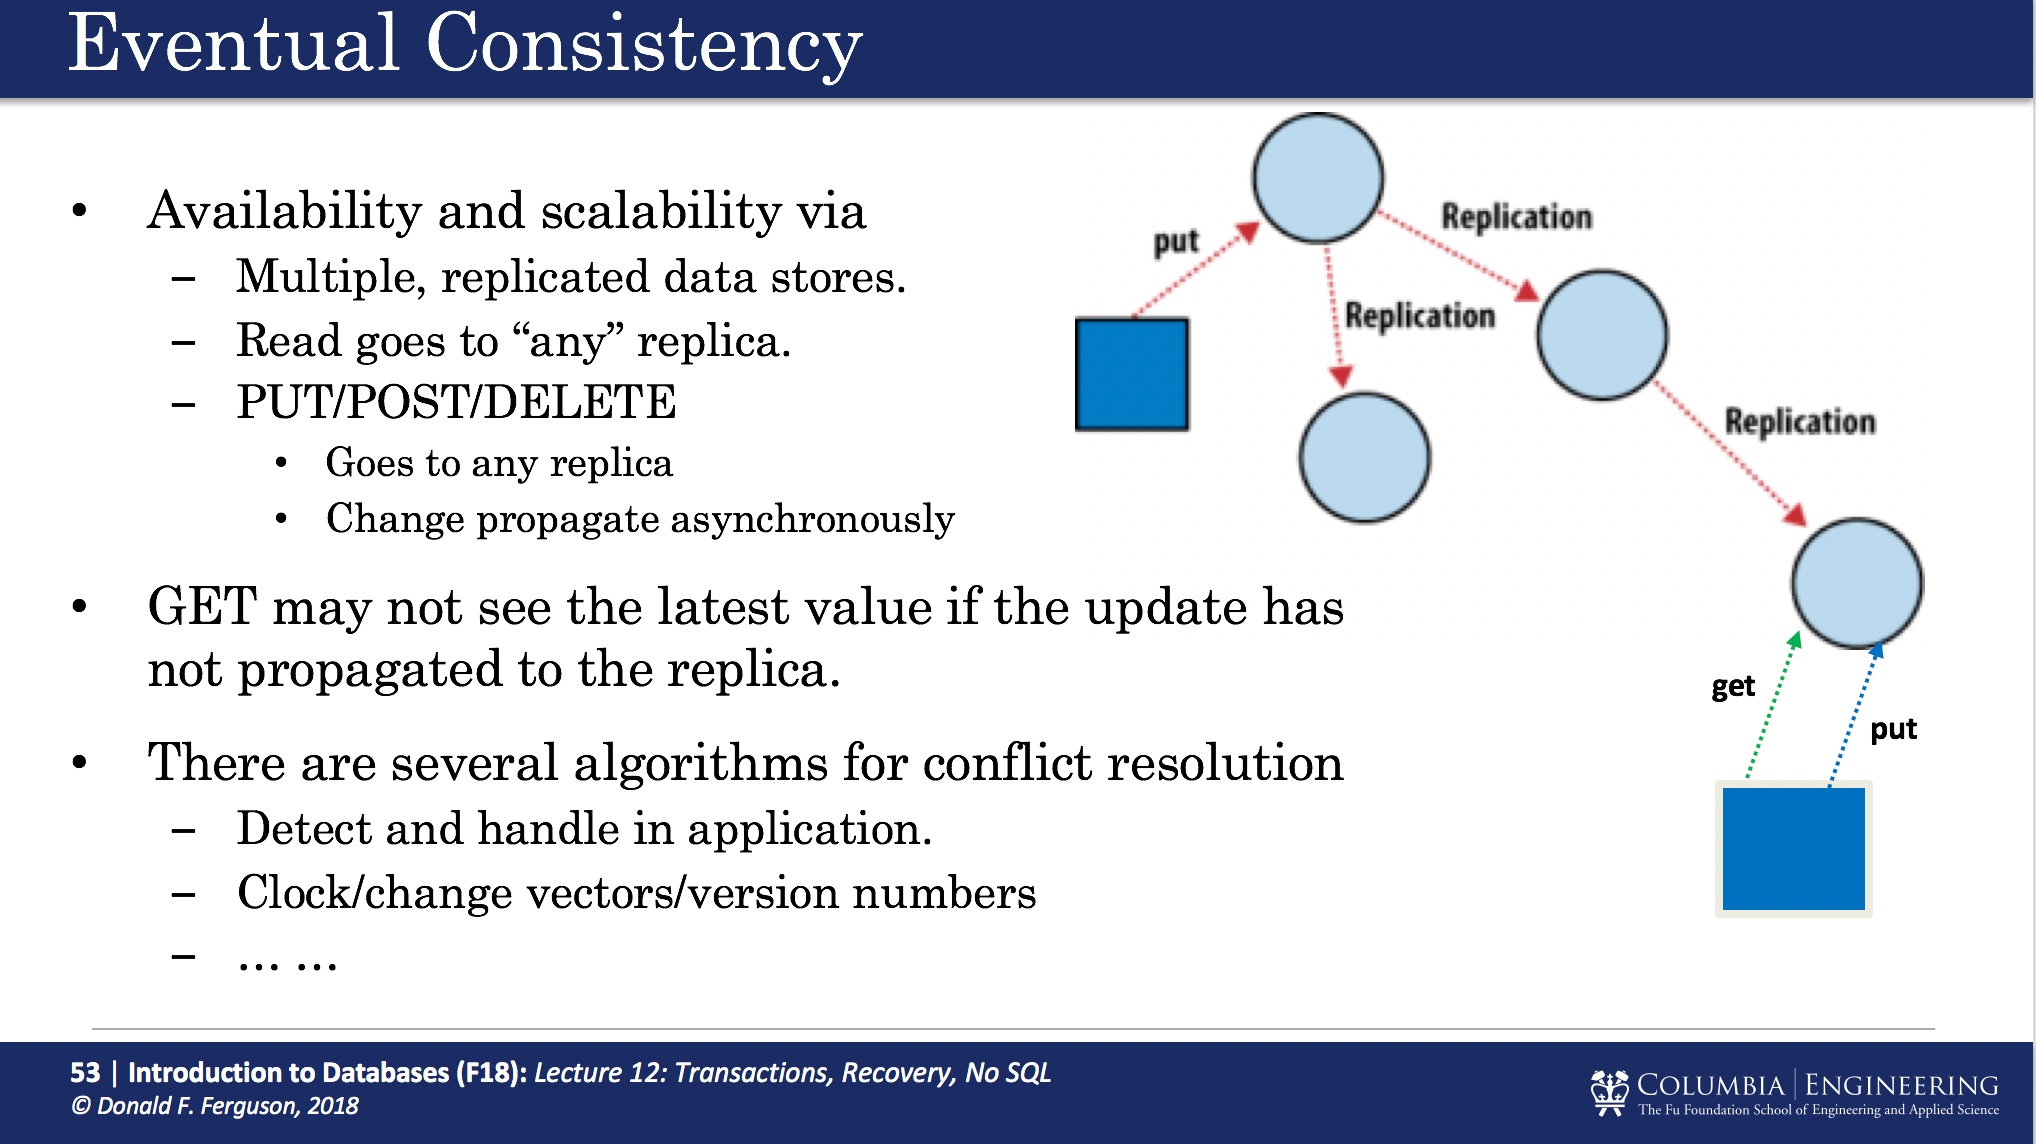 Eventual Consistency
• Availability and scalability via
– Multiple, replicated data stores.
– Read goes to “any” replica.
– PUT/POST/DELETE
• Goes to any replica
• Change propagate asynchronously
• GET may not see the latest value if the update has
not propagated to the replica.
• There are several algorithms for conflict resolution
– Detect and handle in application.
– Clock/change vectors/version numbers
– … …
put
Replication
Replication
Replication
get
put
53 | Introduction to Databases (F18): Lecture 12: Transactions, Recovery, No SQL
© Donald F. Ferguson, 2018
COLUMBIA | ENGINEERING
The Fu Foundation School of Engineering and Applied Science